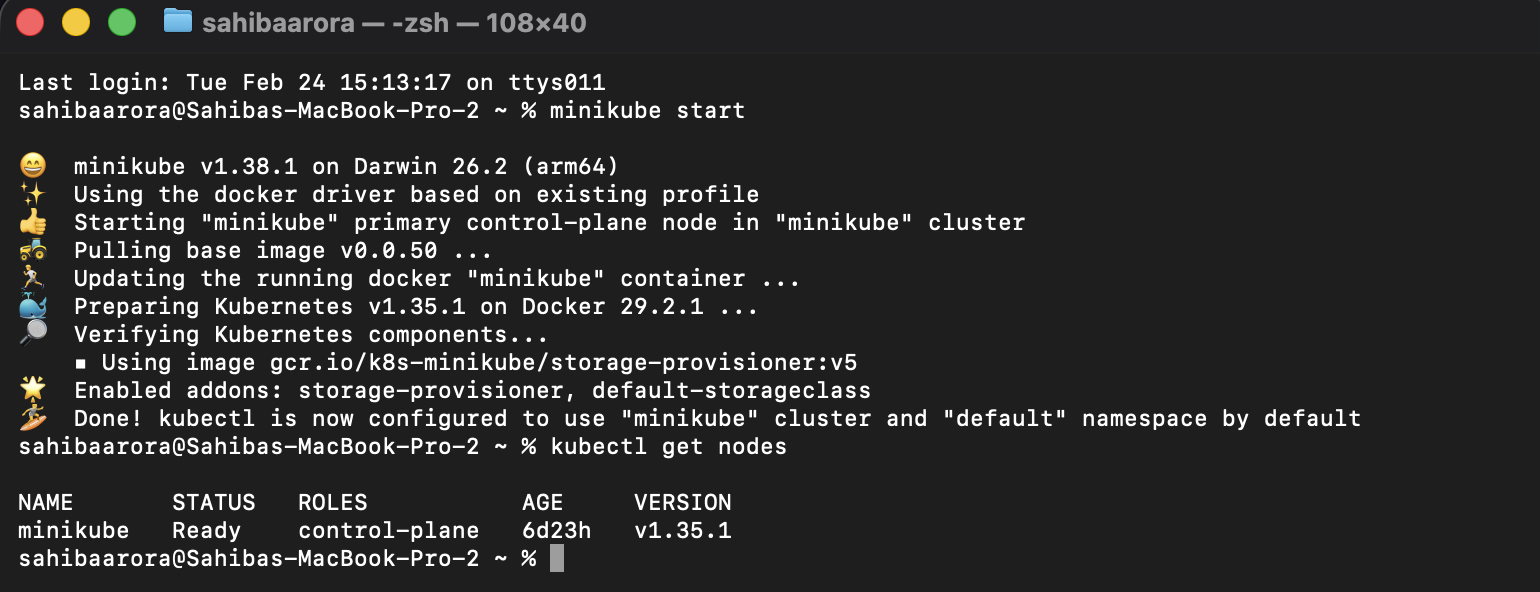 sahibaarora — -zsh — 108×40
Last login: Tue Feb 24 15:13:17 on ttys011
sahibaarora@Sahibas-MacBook-Pro-2 ~ % minikube start
😄  minikube v1.38.1 on Darwin 26.2 (arm64)
✨  Using the docker driver based on existing profile
👍  Starting "minikube" primary control-plane node in "minikube" cluster
🚜  Pulling base image v0.0.50 ...
🏃  Updating the running docker "minikube" container ...
🐳  Preparing Kubernetes v1.35.1 on Docker 29.2.1 ...
🔎  Verifying Kubernetes components...
    ▪ Using image gcr.io/k8s-minikube/storage-provisioner:v5
🌟  Enabled addons: storage-provisioner, default-storageclass
🏄  Done! kubectl is now configured to use "minikube" cluster and "default" namespace by default
sahibaarora@Sahibas-MacBook-Pro-2 ~ % kubectl get nodes
NAME       STATUS   ROLES           AGE     VERSION
minikube   Ready    control-plane   6d23h   v1.35.1
sahibaarora@Sahibas-MacBook-Pro-2 ~ %